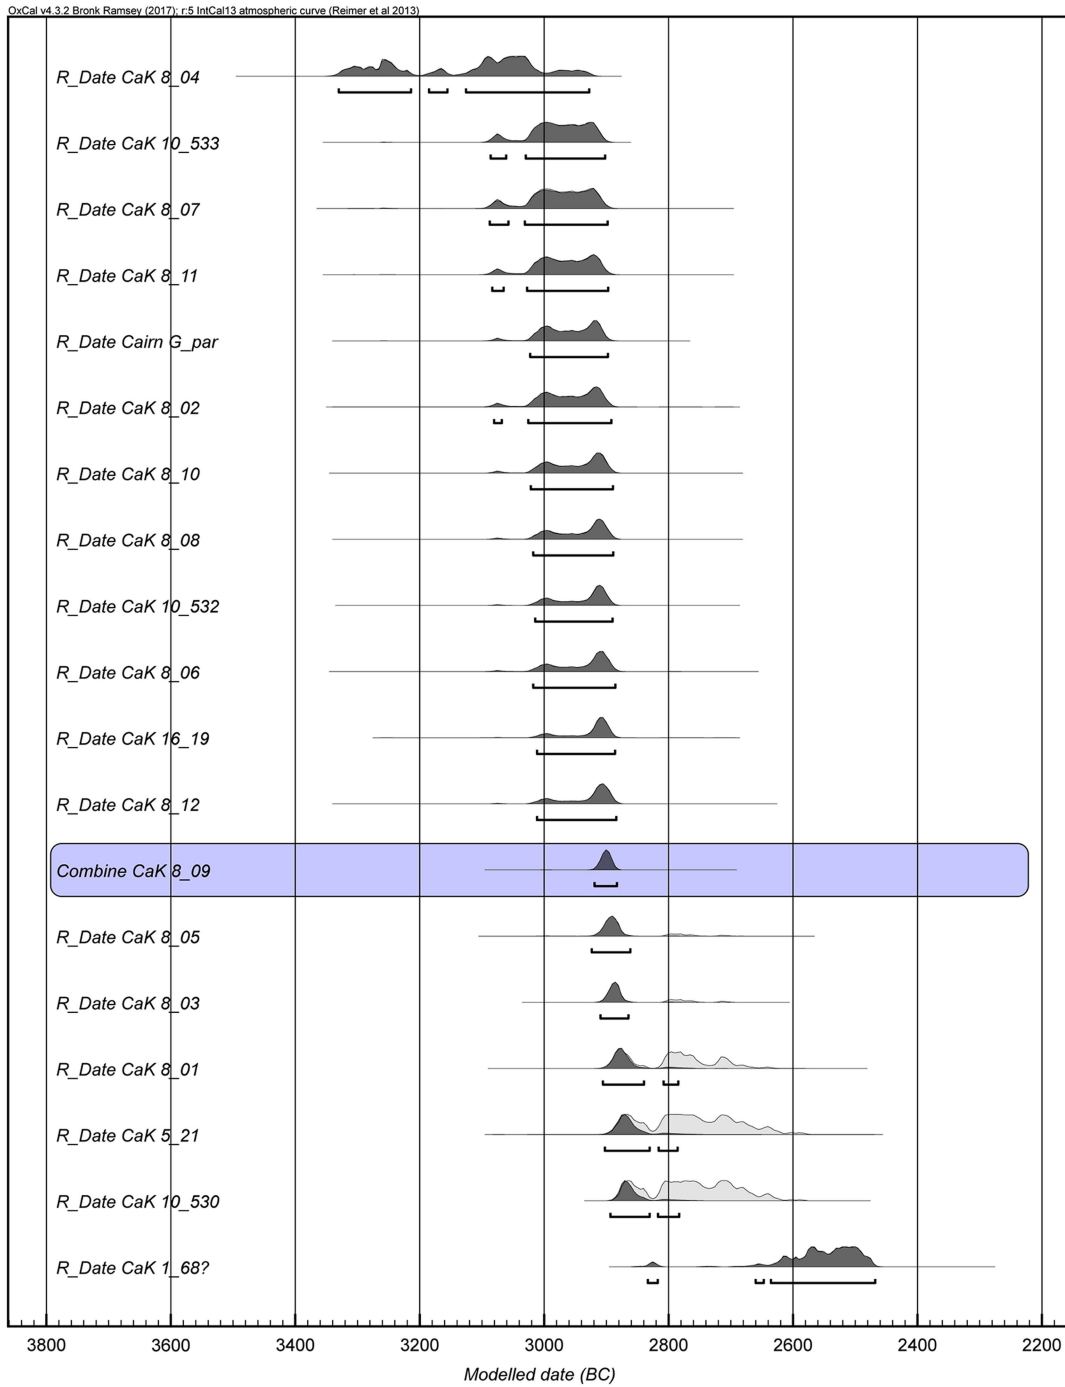 OxCal v4.3.2 Bronk Ramsey (2017); r:5 IntCal13 atmospheric curve (Reimer et al 2013)
R_Date CaK 8_04
R_Date CaK 10_533
R_Date CaK 8_07
R_Date CaK 8_11
R_Date Cairn G_par
R_Date CaK 8_02
R_Date CaK 8_10
R_Date CaK 8_08
R_Date CaK 10_532
R_Date CaK 8_06
R_Date CaK 16_19
R_Date CaK 8_12
Combine CaK 8_09
R_Date CaK 8_05
R_Date CaK 8_03
R_Date CaK 8_01
R_Date CaK 5_21
R_Date CaK 10_530
R_Date CaK 1_68?
3800 3600 3400 3200 3000 2800 2600 2400 2200
Modelled date (BC)